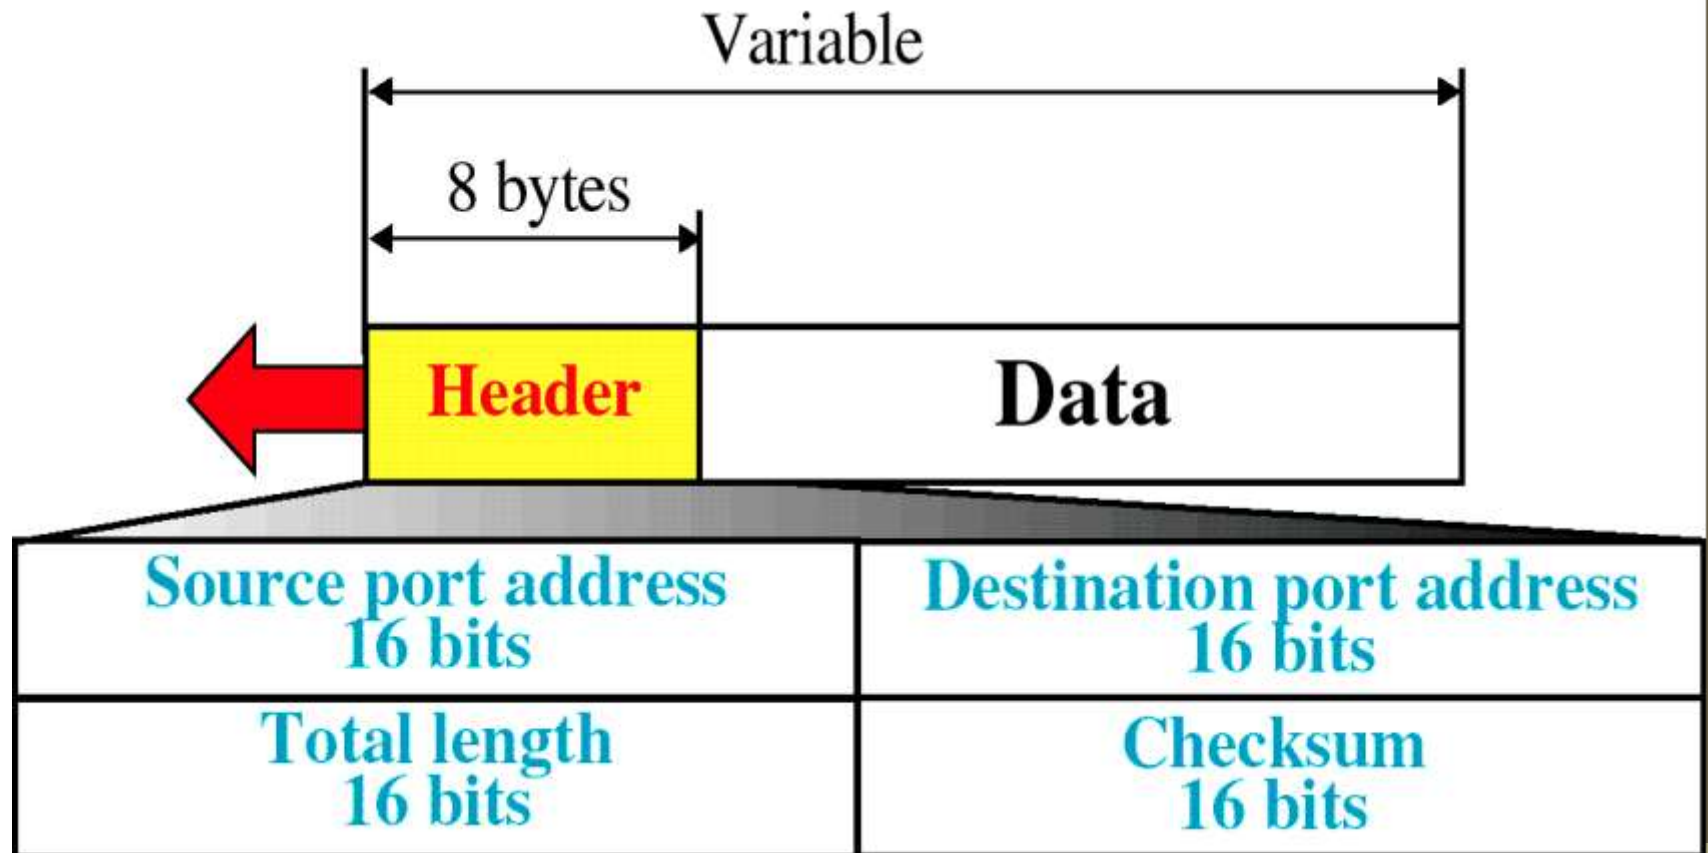 Variable
8 bytes
Header
Data
Source port address
16 bits
Destination port address
16 bits
Total length
16 bits
Checksum
16 bits